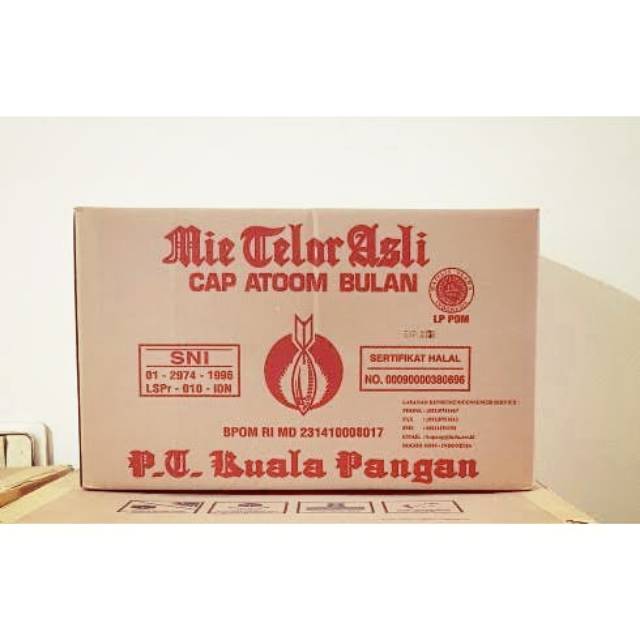 Mie Telor Asli
CAP ATOOM BULAN
LP POM
SNI
01 - 2974 - 1996
LSPr - 010 - IDN
SERTIFIKAT HALAL
NO. 00090000380696
BPOM RI MD 231410008017
P.T. Kuala Pangan